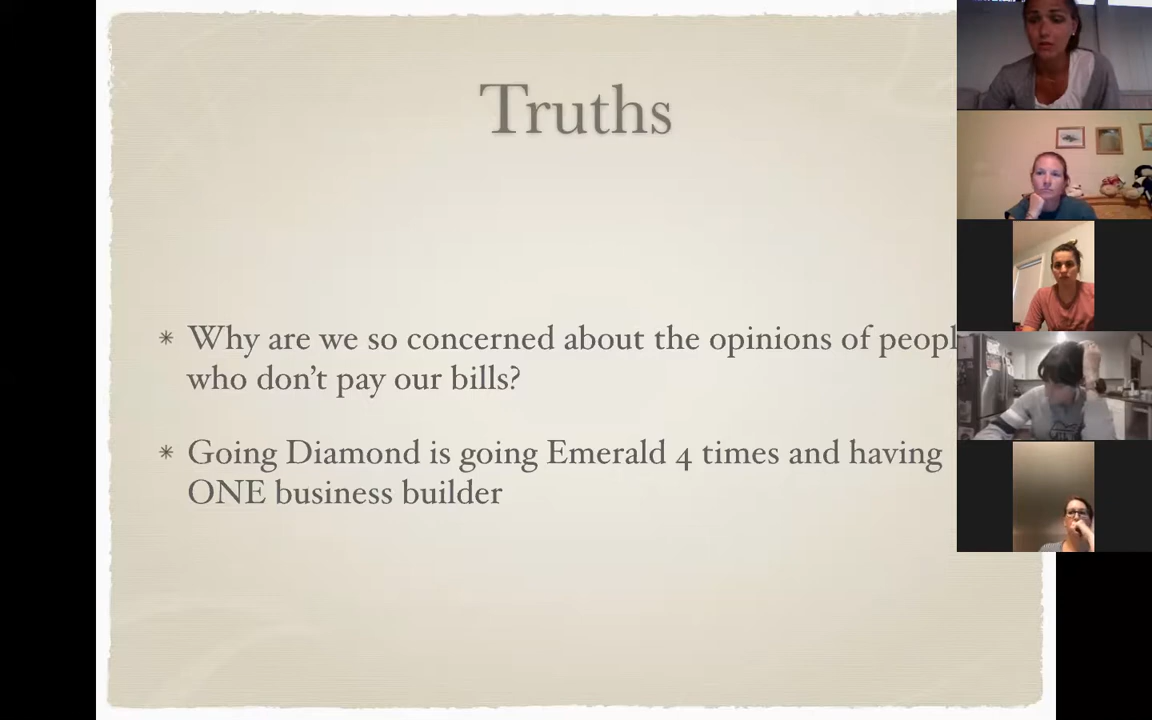 Truths
* Why are we so concerned about the opinions of peopl
who don't pay our bills?
* Going Diamond is going Emerald 4 times and having
ONE business builder